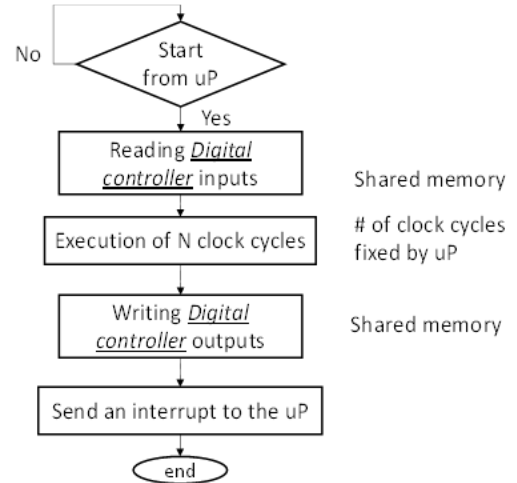 Start
from uP
No
Yes
Reading Digital
controller inputs
Shared memory
Execution of N clock cycles
# of clock cycles
fixed by uP
Writing Digital
controller outputs
Shared memory
Send an interrupt to the uP
end